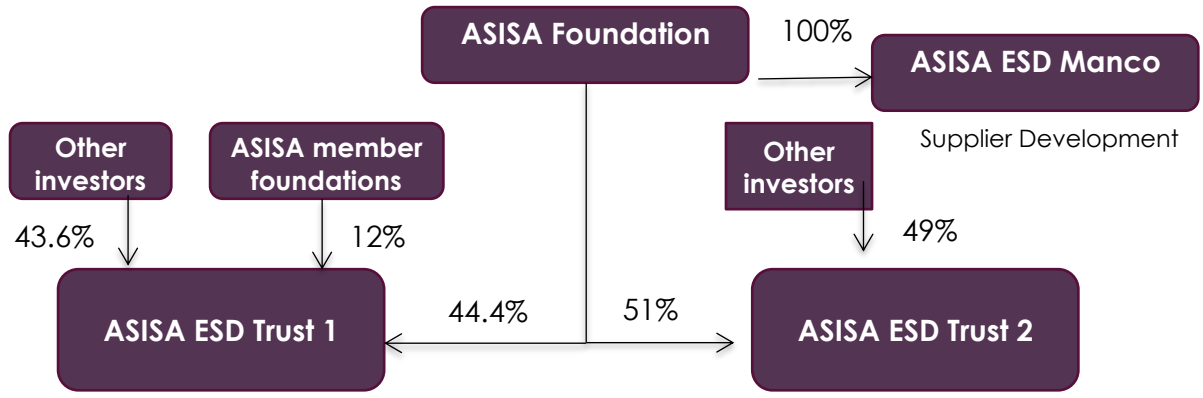 ASISA Foundation
100%
ASISA ESD Manco
Supplier Development
Other
investors
ASISA member
foundations
Other
investors
43.6%
12%
49%
44.4%
51%
ASISA ESD Trust 1
ASISA ESD Trust 2